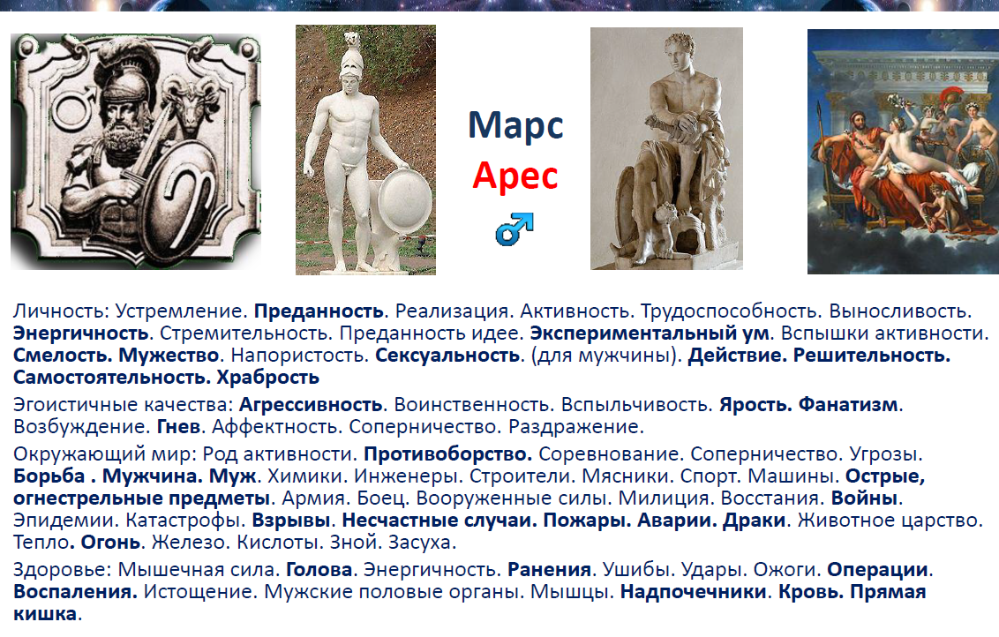 Марс
Арес
Личность: Устремление. Преданность. Реализация. Активность. Трудоспособность. Выносливость.
Энергичность. Стремительность. Преданность идее. Экспериментальный ум. Вспышки активности.
Смелость. Мужество. Напористость. Сексуальность. (для мужчины). Действие. Решительность.
Самостоятельность. Храбрость
Эгоистичные качества: Агрессивность. Воинственность. Вспыльчивость. Ярость. Фанатизм.
Возбуждение. Гнев. Аффектность. Соперничество. Раздражение.
Окружающий мир: Род активности. Противоборство. Соревнование. Соперничество. Угрозы.
Борьба . Мужчина. Муж. Химики. Инженеры. Строители. Мясники. Спорт. Машины. Острые,
огнестрельные предметы. Армия. Боец. Вооруженные силы. Милиция. Восстания. Войны.
Эпидемии. Катастрофы. Взрывы. Несчастные случаи. Пожары. Аварии. Драки. Животное царство.
Тепло. Огонь. Железо. Кислоты. Зной. Засуха.
Здоровье: Мышечная сила. Голова. Энергичность. Ранения. Ушибы. Удары. Ожоги. Операции.
Воспаления. Истощение. Мужские половые органы. Мышцы. Надпочечники. Кровь. Прямая
кишка.